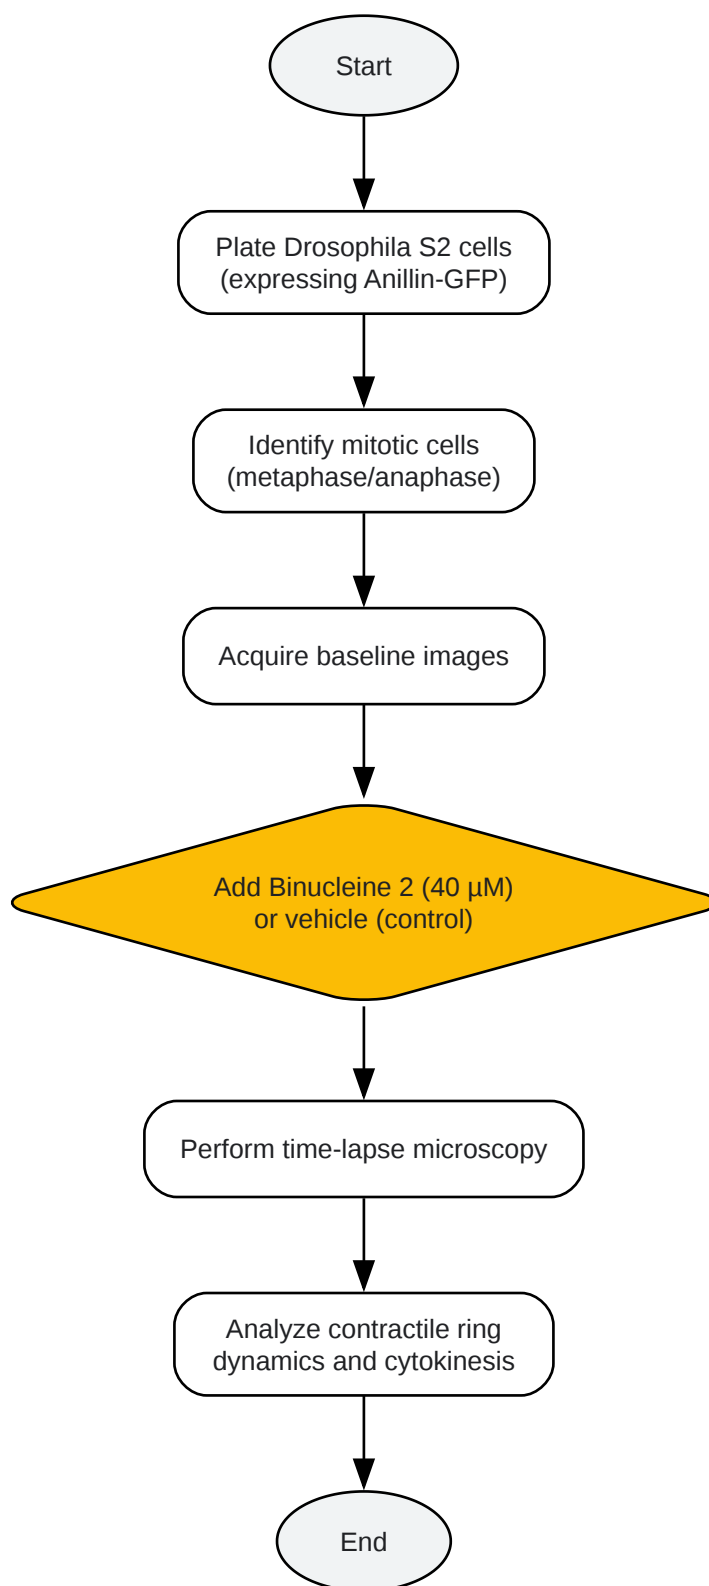 Start
Plate Drosophila S2 cells
(expressing Anillin-GFP)
Identify mitotic cells
(metaphase/anaphase)
Acquire baseline images
Add Binucleine 2 (40 µM)
or vehicle (control)
Perform time-lapse microscopy
Analyze contractile ring
dynamics and cytokinesis
End